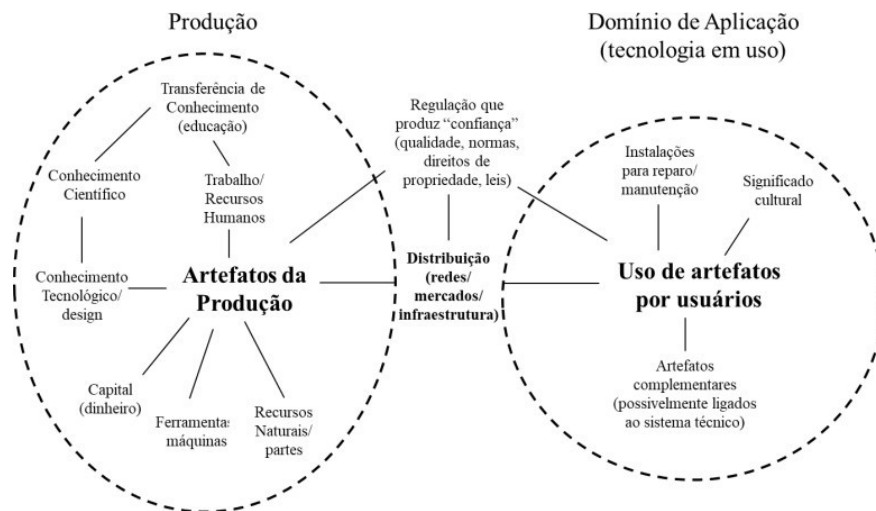 Produção
Domínio de Aplicação
(tecnologia em uso)
Transferência de
Conhecimento
(educação)
Conhecimento
Científico
Trabalho/
Recursos
Humanos
Conhecimento
Tecnológico/
design
Artefatos da
Produção
Capital
(dinheiro)
Ferramentas
máquinas
Recursos
Naturais/
partes
Regulação que
produz “confiança”
(qualidade, normas,
direitos de
propriedade, leis)
Distribuição
(redes/
mercados/
infraestrutura)
Instalações
para reparo/
manutenção
Significado
cultural
Uso de artefatos
por usuários
Artefatos
complementares
(possivelmente ligados
ao sistema técnico)